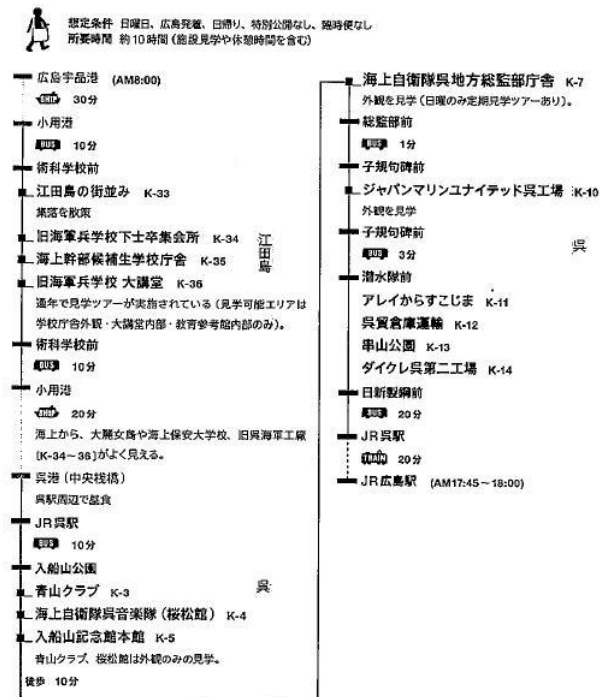 想定条件 日曜日、広島発着、日帰り、特別公開なし、臨時便なし
所要時間 約10時間(施設見学や休憩時間を含む)
広島宇品港 (AM8:00)
SHIP 30分
小用港
BUS 10分
術科学校前
江田島の街並み K-33
集落を散策
旧海軍兵学校下士卒集会所 K-34
海上幹部候補生学校庁舎 K-35
旧海軍兵学校 大講堂 K-36
通年で見学ツアーが実施されている(見学可能エリアは
学校庁舎外観・大講堂内部・教育参考館内部のみ)。
江田島
術科学校前
BUS 10分
小用港
SHIP 20分
海上から、大麗女島や海上保安大学校、旧呉海軍工廠
[K-34~36]がよく見える。
呉港(中央桟橋)
呉駅周辺で昼食
JR呉駅
BUS 10分
入船山公園
青山クラブ K-3
海上自衛隊呉音楽隊(桜松館) K-4
入船山記念館本館 K-5
青山クラブ、桜松館は外観のみの見学。
呉
徒歩 10分
海上自衛隊呉地方総監部庁舎 K-7
外観を見学(日曜のみ定期見学ツアーあり)。
総監部前
BUS 1分
子規句碑前
ジャパンマリンユナイテッド呉工場 K-10
外観を見学
子規句碑前
BUS 3分
呉
潜水隊前
アレイからすこじま K-11
呉貿倉庫運輸 K-12
串山公園 K-13
ダイクレ呉第二工場 K-14
日新製鋼前
BUS 20分
JR呉駅
TRAIN 20分
JR広島駅 (AM17:45~18:00)